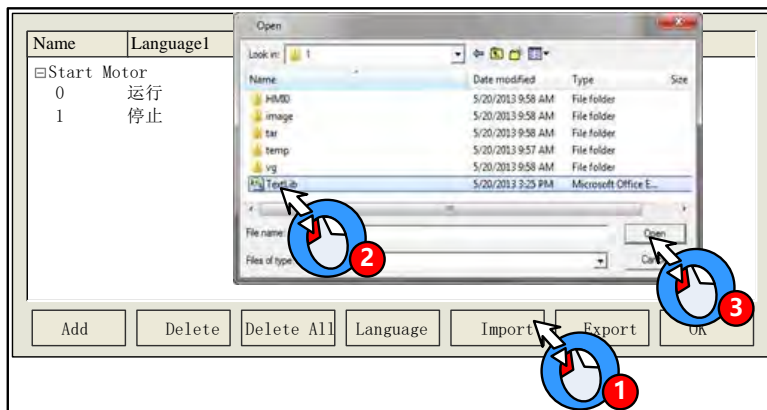 Open
Name Language1
Look in: 1
Name Date modified Type Size
⊟Start Motor
0 运行
1 停止
HMI0 5/20/2013 9:58 AM File folder
image 5/20/2013 9:58 AM File folder
tar 5/20/2013 9:58 AM File folder
temp 5/20/2013 9:57 AM File folder
vg 5/20/2013 9:58 AM File folder
TextLib 5/20/2013 3:25 PM Microsoft Office E...
File name: Open
Files of type
2
3
Add Delete Delete All Language Import Export OK
1